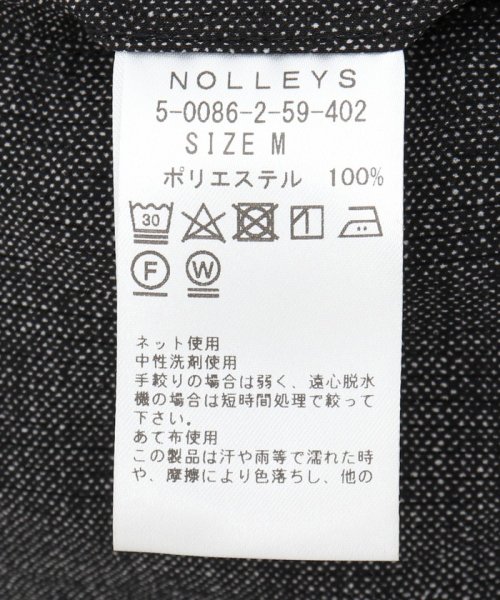 NOLLEYS
5-0086-2-59-402
SIZE M
ポリエステル 100%
30
F W
ネット使用
中性洗剤使用
手絞りの場合は弱く、遠心脱水
機の場合は短時間処理で絞って
下さい。
あて布使用
この製品は汗や雨等で濡れた時
や、摩擦により色落ちし、他の